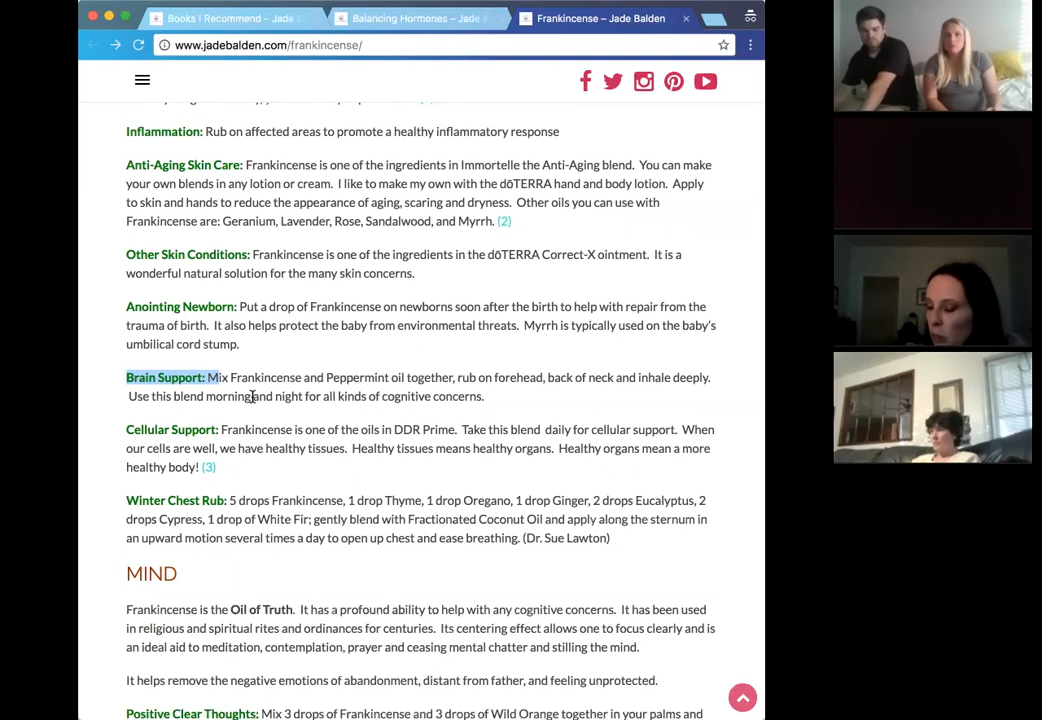 Books I Recommend – Jade B
Balancing Hormones – Jade
Frankincense – Jade Balden
www.jadebalden.com/frankincense/
Inflammation: Rub on affected areas to promote a healthy inflammatory response
Anti-Aging Skin Care: Frankincense is one of the ingredients in Immortelle the Anti-Aging blend. You can make
your own blends in any lotion or cream. I like to make my own with the dōTERRA hand and body lotion. Apply
to skin and hands to reduce the appearance of aging, scaring and dryness. Other oils you can use with
Frankincense are: Geranium, Lavender, Rose, Sandalwood, and Myrrh. (2)
Other Skin Conditions: Frankincense is one of the ingredients in the dōTERRA Correct-X ointment. It is a
wonderful natural solution for the many skin concerns.
Anointing Newborn: Put a drop of Frankincense on newborns soon after the birth to help with repair from the
trauma of birth. It also helps protect the baby from environmental threats. Myrrh is typically used on the baby's
umbilical cord stump.
Brain Support: Mix Frankincense and Peppermint oil together, rub on forehead, back of neck and inhale deeply.
Use this blend morning and night for all kinds of cognitive concerns.
Cellular Support: Frankincense is one of the oils in DDR Prime. Take this blend daily for cellular support. When
our cells are well, we have healthy tissues. Healthy tissues means healthy organs. Healthy organs mean a more
healthy body! (3)
Winter Chest Rub: 5 drops Frankincense, 1 drop Thyme, 1 drop Oregano, 1 drop Ginger, 2 drops Eucalyptus, 2
drops Cypress, 1 drop of White Fir; gently blend with Fractionated Coconut Oil and apply along the sternum in
an upward motion several times a day to open up chest and ease breathing. (Dr. Sue Lawton)
MIND
Frankincense is the Oil of Truth. It has a profound ability to help with any cognitive concerns. It has been used
in religious and spiritual rites and ordinances for centuries. Its centering effect allows one to focus clearly and is
an ideal aid to meditation, contemplation, prayer and ceasing mental chatter and stilling the mind.
It helps remove the negative emotions of abandonment, distant from father, and feeling unprotected.
Positive Clear Thoughts: Mix 3 drops of Frankincense and 3 drops of Wild Orange together in your palms and